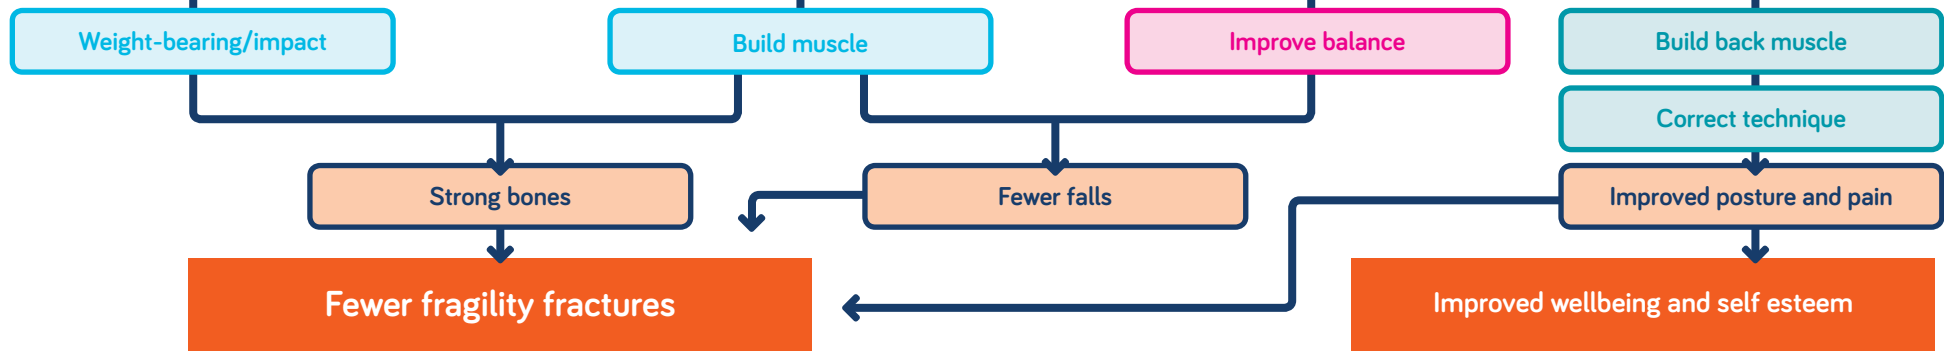 Weight-bearing/impact
Build muscle
Improve balance
Build back muscle
Correct technique
Strong bones
Fewer falls
Improved posture and pain
Fewer fragility fractures
Improved wellbeing and self esteem